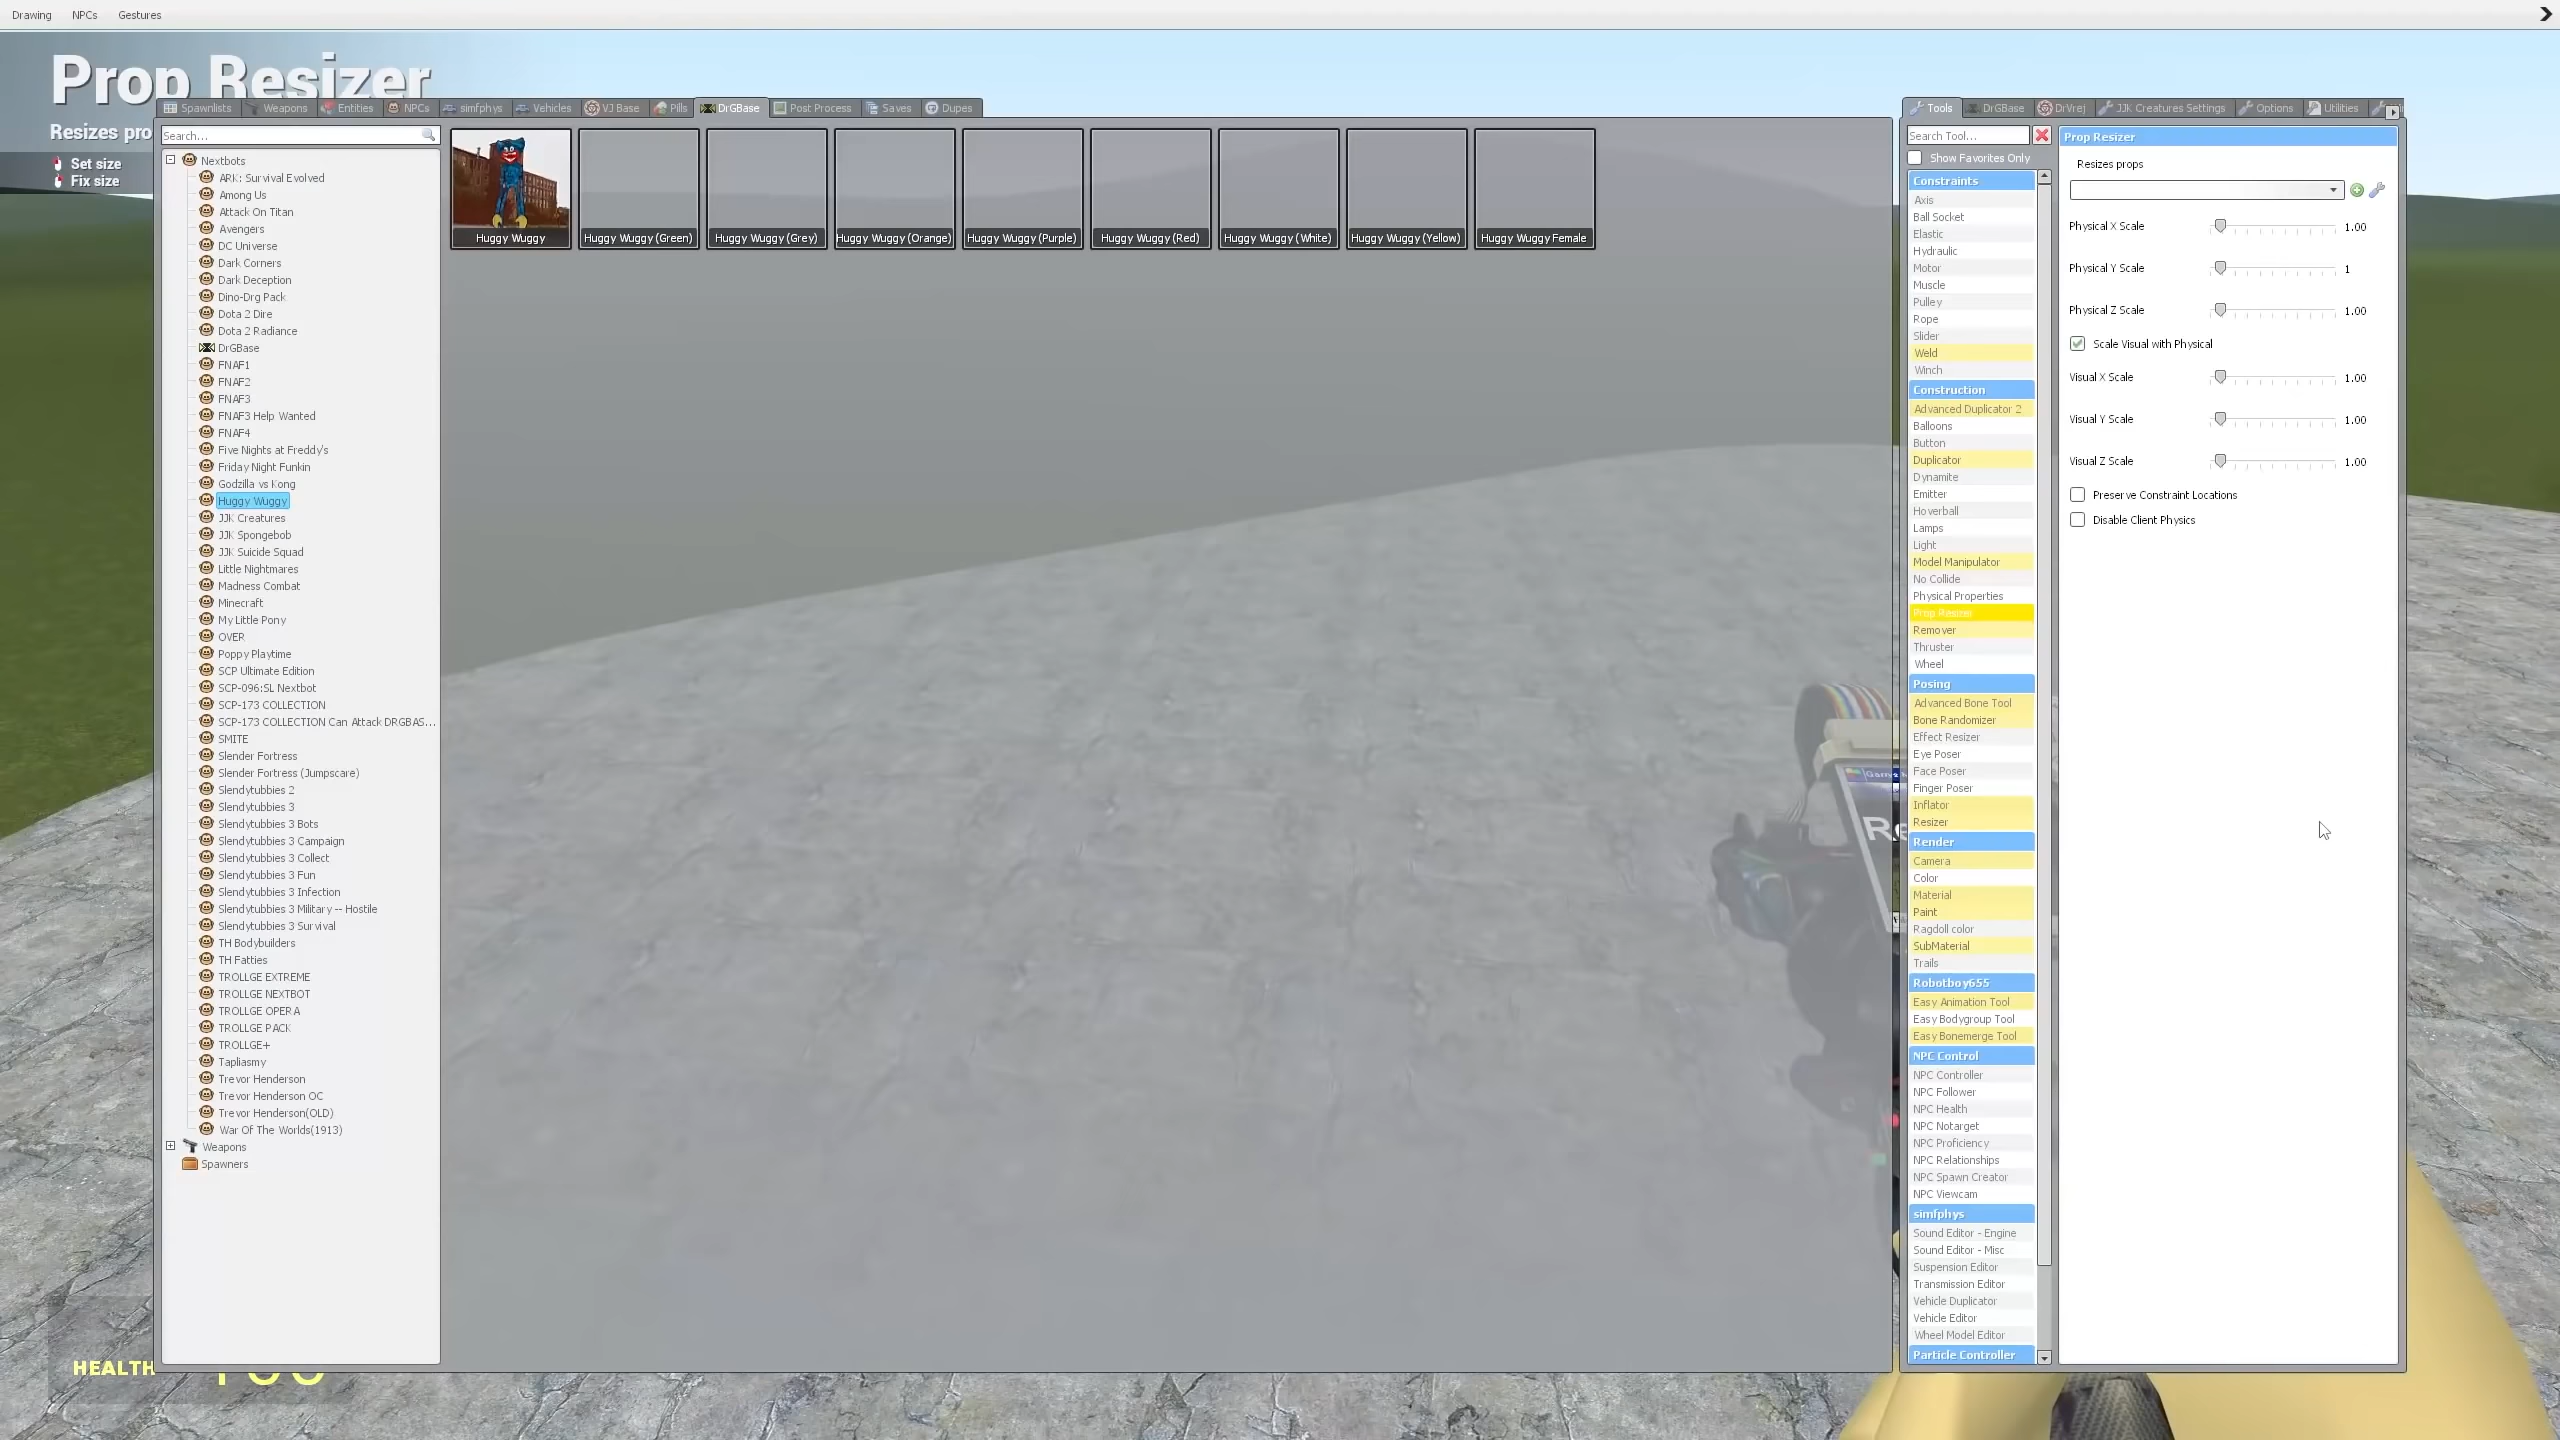 Drawing NPCs Gestures
Prop Resizer
Resizes pro
Set size
Fix size
Spawnlists Weapons Entities NPCs simfphys Vehicles VJ Base Pills DrGBase Post Process Saves Dupes
Search...
Nextbots
ARK: Survival Evolved
Among Us
Attack On Titan
Avengers
DC Universe
Dark Corners
Dark Deception
Dino-Drg Pack
Dota 2 Dire
Dota 2 Radiance
DrGBase
FNAF1
FNAF2
FNAF3
FNAF3 Help Wanted
FNAF4
Five Nights at Freddy's
Friday Night Funkin
Godzilla vs Kong
Huggy Wuggy
JJK Creatures
JJK Spongebob
JJK Suicide Squad
Little Nightmares
Madness Combat
Minecraft
My Little Pony
OVER
Poppy Playtime
SCP Ultimate Edition
SCP-096:SL Nextbot
SCP-173 COLLECTION
SCP-173 COLLECTION Can Attack DRGBAS...
SMITE
Slender Fortress
Slender Fortress (Jumpscare)
Slendytubbies 2
Slendytubbies 3
Slendytubbies 3 Bots
Slendytubbies 3 Campaign
Slendytubbies 3 Collect
Slendytubbies 3 Fun
Slendytubbies 3 Infection
Slendytubbies 3 Military -- Hostile
Slendytubbies 3 Survival
TH Bodybuilders
TH Fatties
TROLLGE EXTREME
TROLLGE NEXTBOT
TROLLGE OPERA
TROLLGE PACK
TROLLGE+
Tapliasmy
Trevor Henderson
Trevor Henderson OC
Trevor Henderson(OLD)
War Of The Worlds(1913)
Weapons
Spawners
HEALTH 100
Huggy Wuggy Huggy Wuggy (Green) Huggy Wuggy (Grey) Huggy Wuggy (Orange) Huggy Wuggy (Purple) Huggy Wuggy (Red) Huggy Wuggy (White) Huggy Wuggy (Yellow) Huggy Wuggy Female
Tools DrGBase DrVrej JJK Creatures Settings Options Utilities
Search Tool...
Show Favorites Only
Constraints
Axis
Ball Socket
Elastic
Hydraulic
Motor
Muscle
Pulley
Rope
Slider
Weld
Winch
Construction
Advanced Duplicator 2
Balloons
Button
Duplicator
Dynamite
Emitter
Hoverball
Lamps
Light
Model Manipulator
No Collide
Physical Properties
Prop Resizer
Remover
Thruster
Wheel
Posing
Advanced Bone Tool
Bone Randomizer
Effect Resizer
Eye Poser
Face Poser
Finger Poser
Inflator
Resizer
Render
Camera
Color
Material
Paint
Ragdoll color
SubMaterial
Trails
Robotboy655
Easy Animation Tool
Easy Bodygroup Tool
Easy Bonemerge Tool
NPC Control
NPC Controller
NPC Follower
NPC Health
NPC Notarget
NPC Proficiency
NPC Relationships
NPC Spawn Creator
NPC Viewcam
simfphys
Sound Editor - Engine
Sound Editor - Misc
Suspension Editor
Transmission Editor
Vehicle Duplicator
Vehicle Editor
Wheel Model Editor
Particle Controller
Prop Resizer
Resizes props
Physical X Scale 1.00
Physical Y Scale 1
Physical Z Scale 1.00
Scale Visual with Physical
Visual X Scale 1.00
Visual Y Scale 1.00
Visual Z Scale 1.00
Preserve Constraint Locations
Disable Client Physics